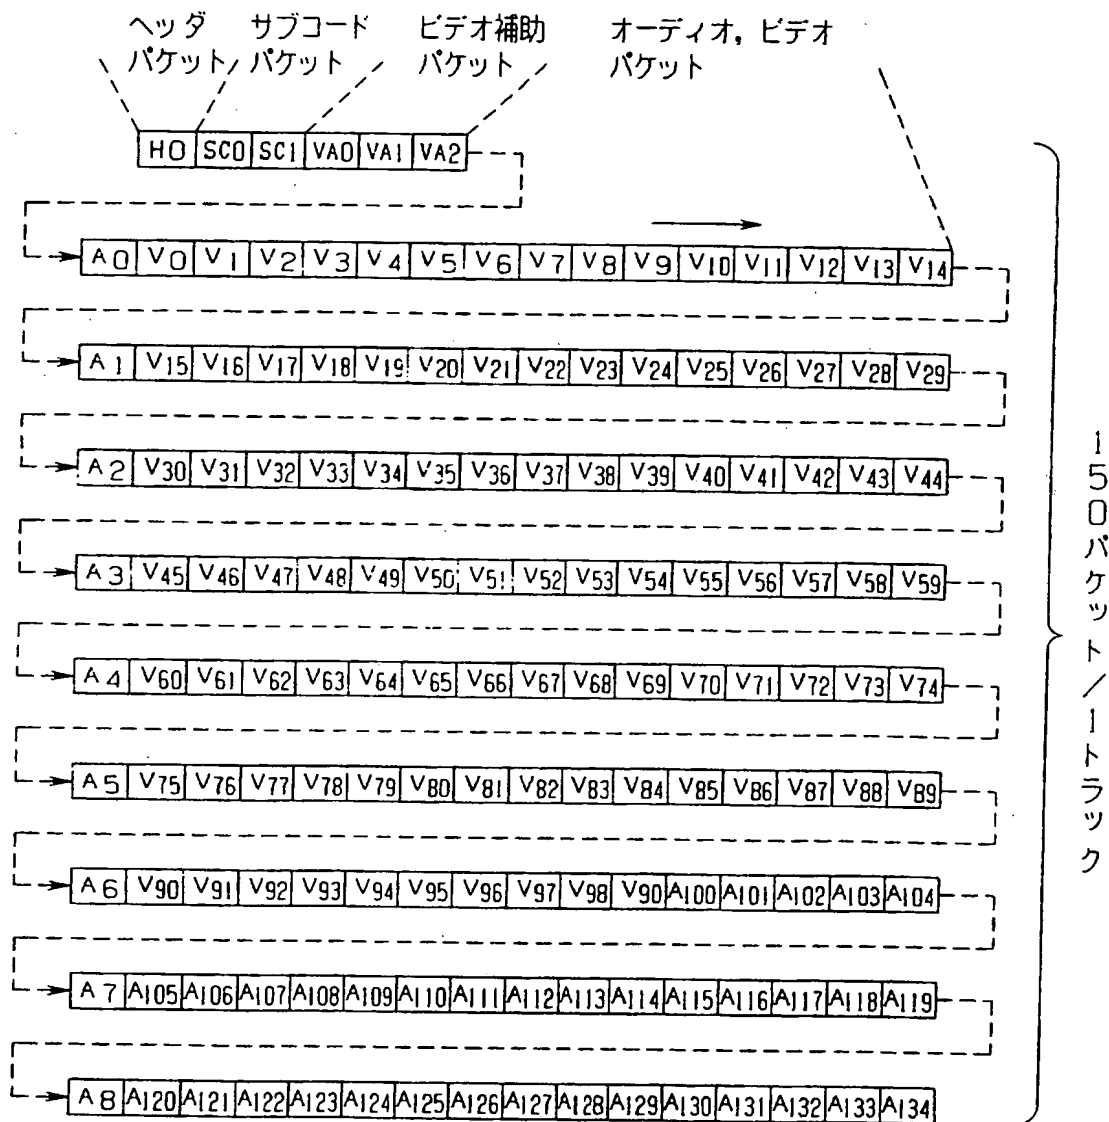 ヘッダ サブコード ビデオ補助 オーディオ，ビデオ
パケット パケット パケット パケット
H0 SC0 SC1 VA0 VA1 VA2
A0 V0 V1 V2 V3 V4 V5 V6 V7 V8 V9 V10 V11 V12 V13 V14
A1 V15 V16 V17 V18 V19 V20 V21 V22 V23 V24 V25 V26 V27 V28 V29
A2 V30 V31 V32 V33 V34 V35 V36 V37 V38 V39 V40 V41 V42 V43 V44
A3 V45 V46 V47 V48 V49 V50 V51 V52 V53 V54 V55 V56 V57 V58 V59
A4 V60 V61 V62 V63 V64 V65 V66 V67 V68 V69 V70 V71 V72 V73 V74
A5 V75 V76 V77 V78 V79 V80 V81 V82 V83 V84 V85 V86 V87 V88 V89
A6 V90 V91 V92 V93 V94 V95 V96 V97 V98 V90 A100 A101 A102 A103 A104
A7 A105 A106 A107 A108 A109 A110 A111 A112 A113 A114 A115 A116 A117 A118 A119
A8 A120 A121 A122 A123 A124 A125 A126 A127 A128 A129 A130 A131 A132 A133 A134
150パケット／1トラック